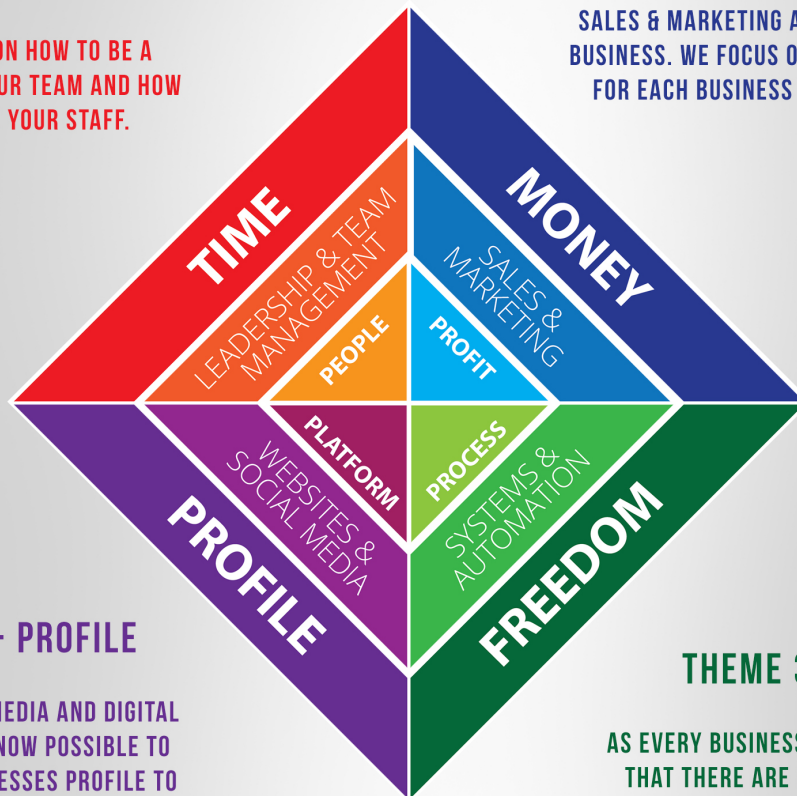 ON HOW TO BE A
UR TEAM AND HOW
YOUR STAFF.
SALES & MARKETING A
BUSINESS. WE FOCUS O
FOR EACH BUSINESS
TIME
LEADERSHIP & TEAM
MANAGEMENT
PEOPLE
MONEY
SALES &
MARKETING
PROFIT
PROFILE
WEBSITES &
SOCIAL MEDIA
PLATFORM
FREEDOM
SYSTEMS &
AUTOMATION
PROCESS
- PROFILE
MEDIA AND DIGITAL
NOW POSSIBLE TO
ESSES PROFILE TO
THEME 3
AS EVERY BUSINESS
THAT THERE ARE